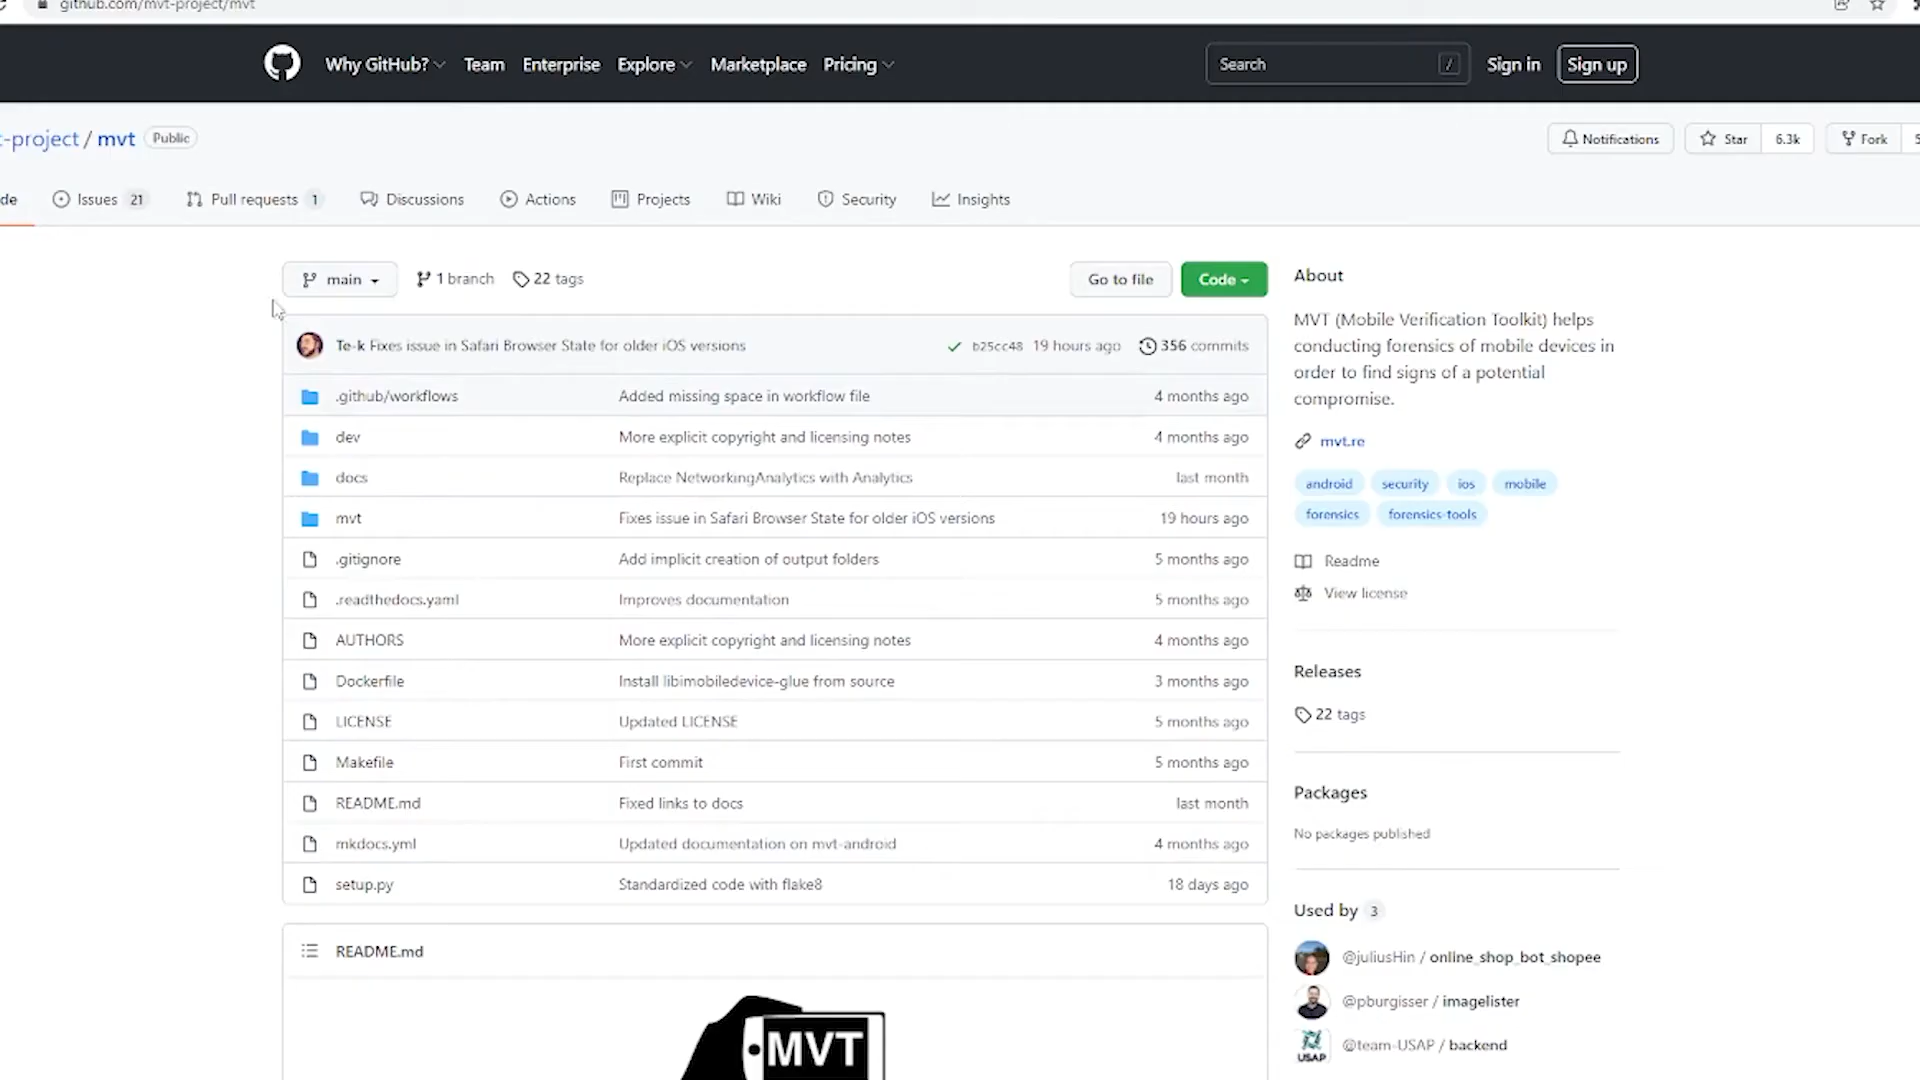 github.com/mvt-project/mvt
Why GitHub? Team Enterprise Explore Marketplace Pricing Search / Sign in Sign up
-project / mvt Public Notifications Star 6.3k Fork
de Issues 21 Pull requests 1 Discussions Actions Projects Wiki Security Insights
main 1 branch 22 tags Go to file Code
Te-k Fixes issue in Safari Browser State for older iOS versions b25cc48 19 hours ago 356 commits
.github/workflows Added missing space in workflow file 4 months ago
dev More explicit copyright and licensing notes 4 months ago
docs Replace NetworkingAnalytics with Analytics last month
mvt Fixes issue in Safari Browser State for older iOS versions 19 hours ago
.gitignore Add implicit creation of output folders 5 months ago
.readthedocs.yaml Improves documentation 5 months ago
AUTHORS More explicit copyright and licensing notes 4 months ago
Dockerfile Install libimobiledevice-glue from source 3 months ago
LICENSE Updated LICENSE 5 months ago
Makefile First commit 5 months ago
README.md Fixed links to docs last month
mkdocs.yml Updated documentation on mvt-android 4 months ago
setup.py Standardized code with flake8 18 days ago
README.md
MVT
About
MVT (Mobile Verification Toolkit) helps
conducting forensics of mobile devices in
order to find signs of a potential
compromise.
mvt.re
android security ios mobile
forensics forensics-tools
Readme
View license
Releases
22 tags
Packages
No packages published
Used by 3
@juliusHin / online_shop_bot_shopee
@pburgisser / imagelister
USAP @team-USAP / backend